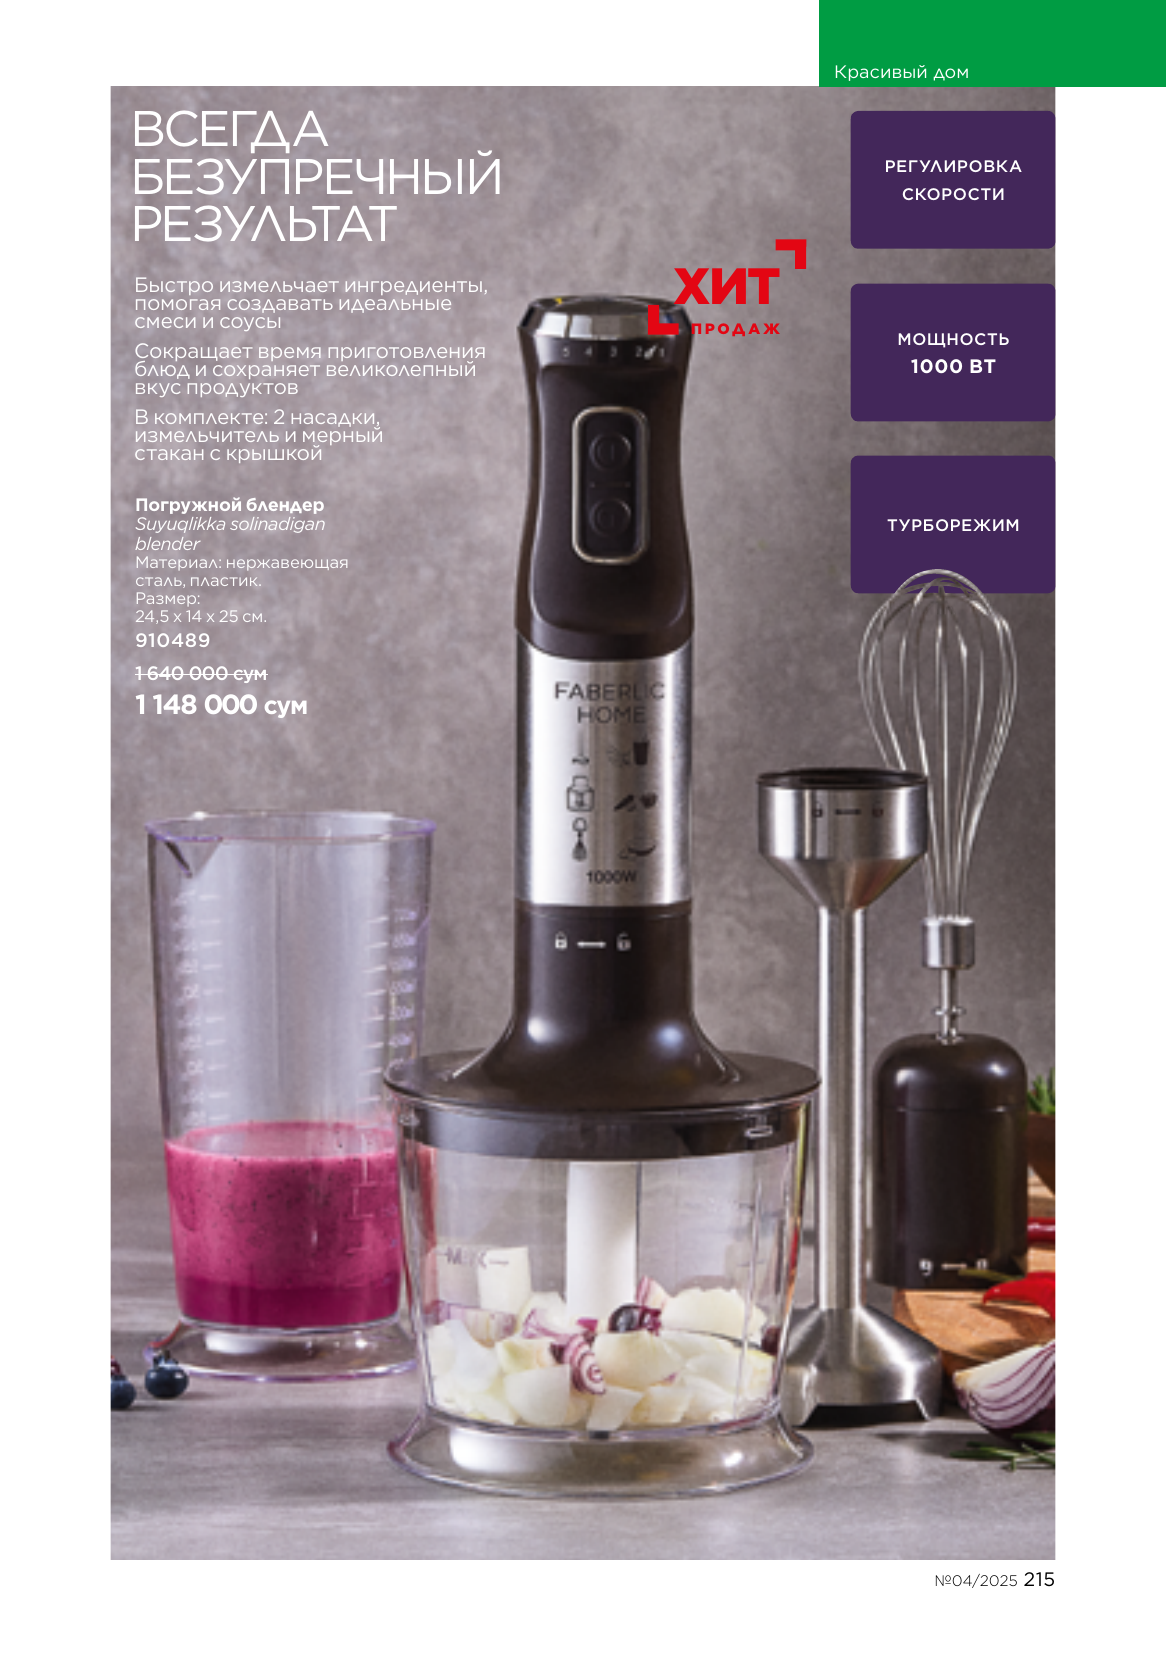 Красивый дом
ВСЕГДА
БЕЗУПРЕЧНЫЙ
РЕЗУЛЬТАТ
Быстро измельчает ингредиенты,
помогая создавать идеальные
смеси и соусы
Сокращает время приготовления
блюд и сохраняет великолепный
вкус продуктов
В комплекте: 2 насадки,
измельчитель и мерный
стакан с крышкой
Погружной блендер
Suyuqlikka solinadigan
blender
Материал: нержавеющая
сталь, пластик.
Размер:
24,5 x 14 x 25 см.
910489
1 640 000 сум
1 148 000 сум
ХИТ
ПРОДАЖ
РЕГУЛИРОВКА
СКОРОСТИ
МОЩНОСТЬ
1000 ВТ
ТУРБОРЕЖИМ
5 4 3 2 1
FABERLIC
HOME
1000W
№04/2025 215